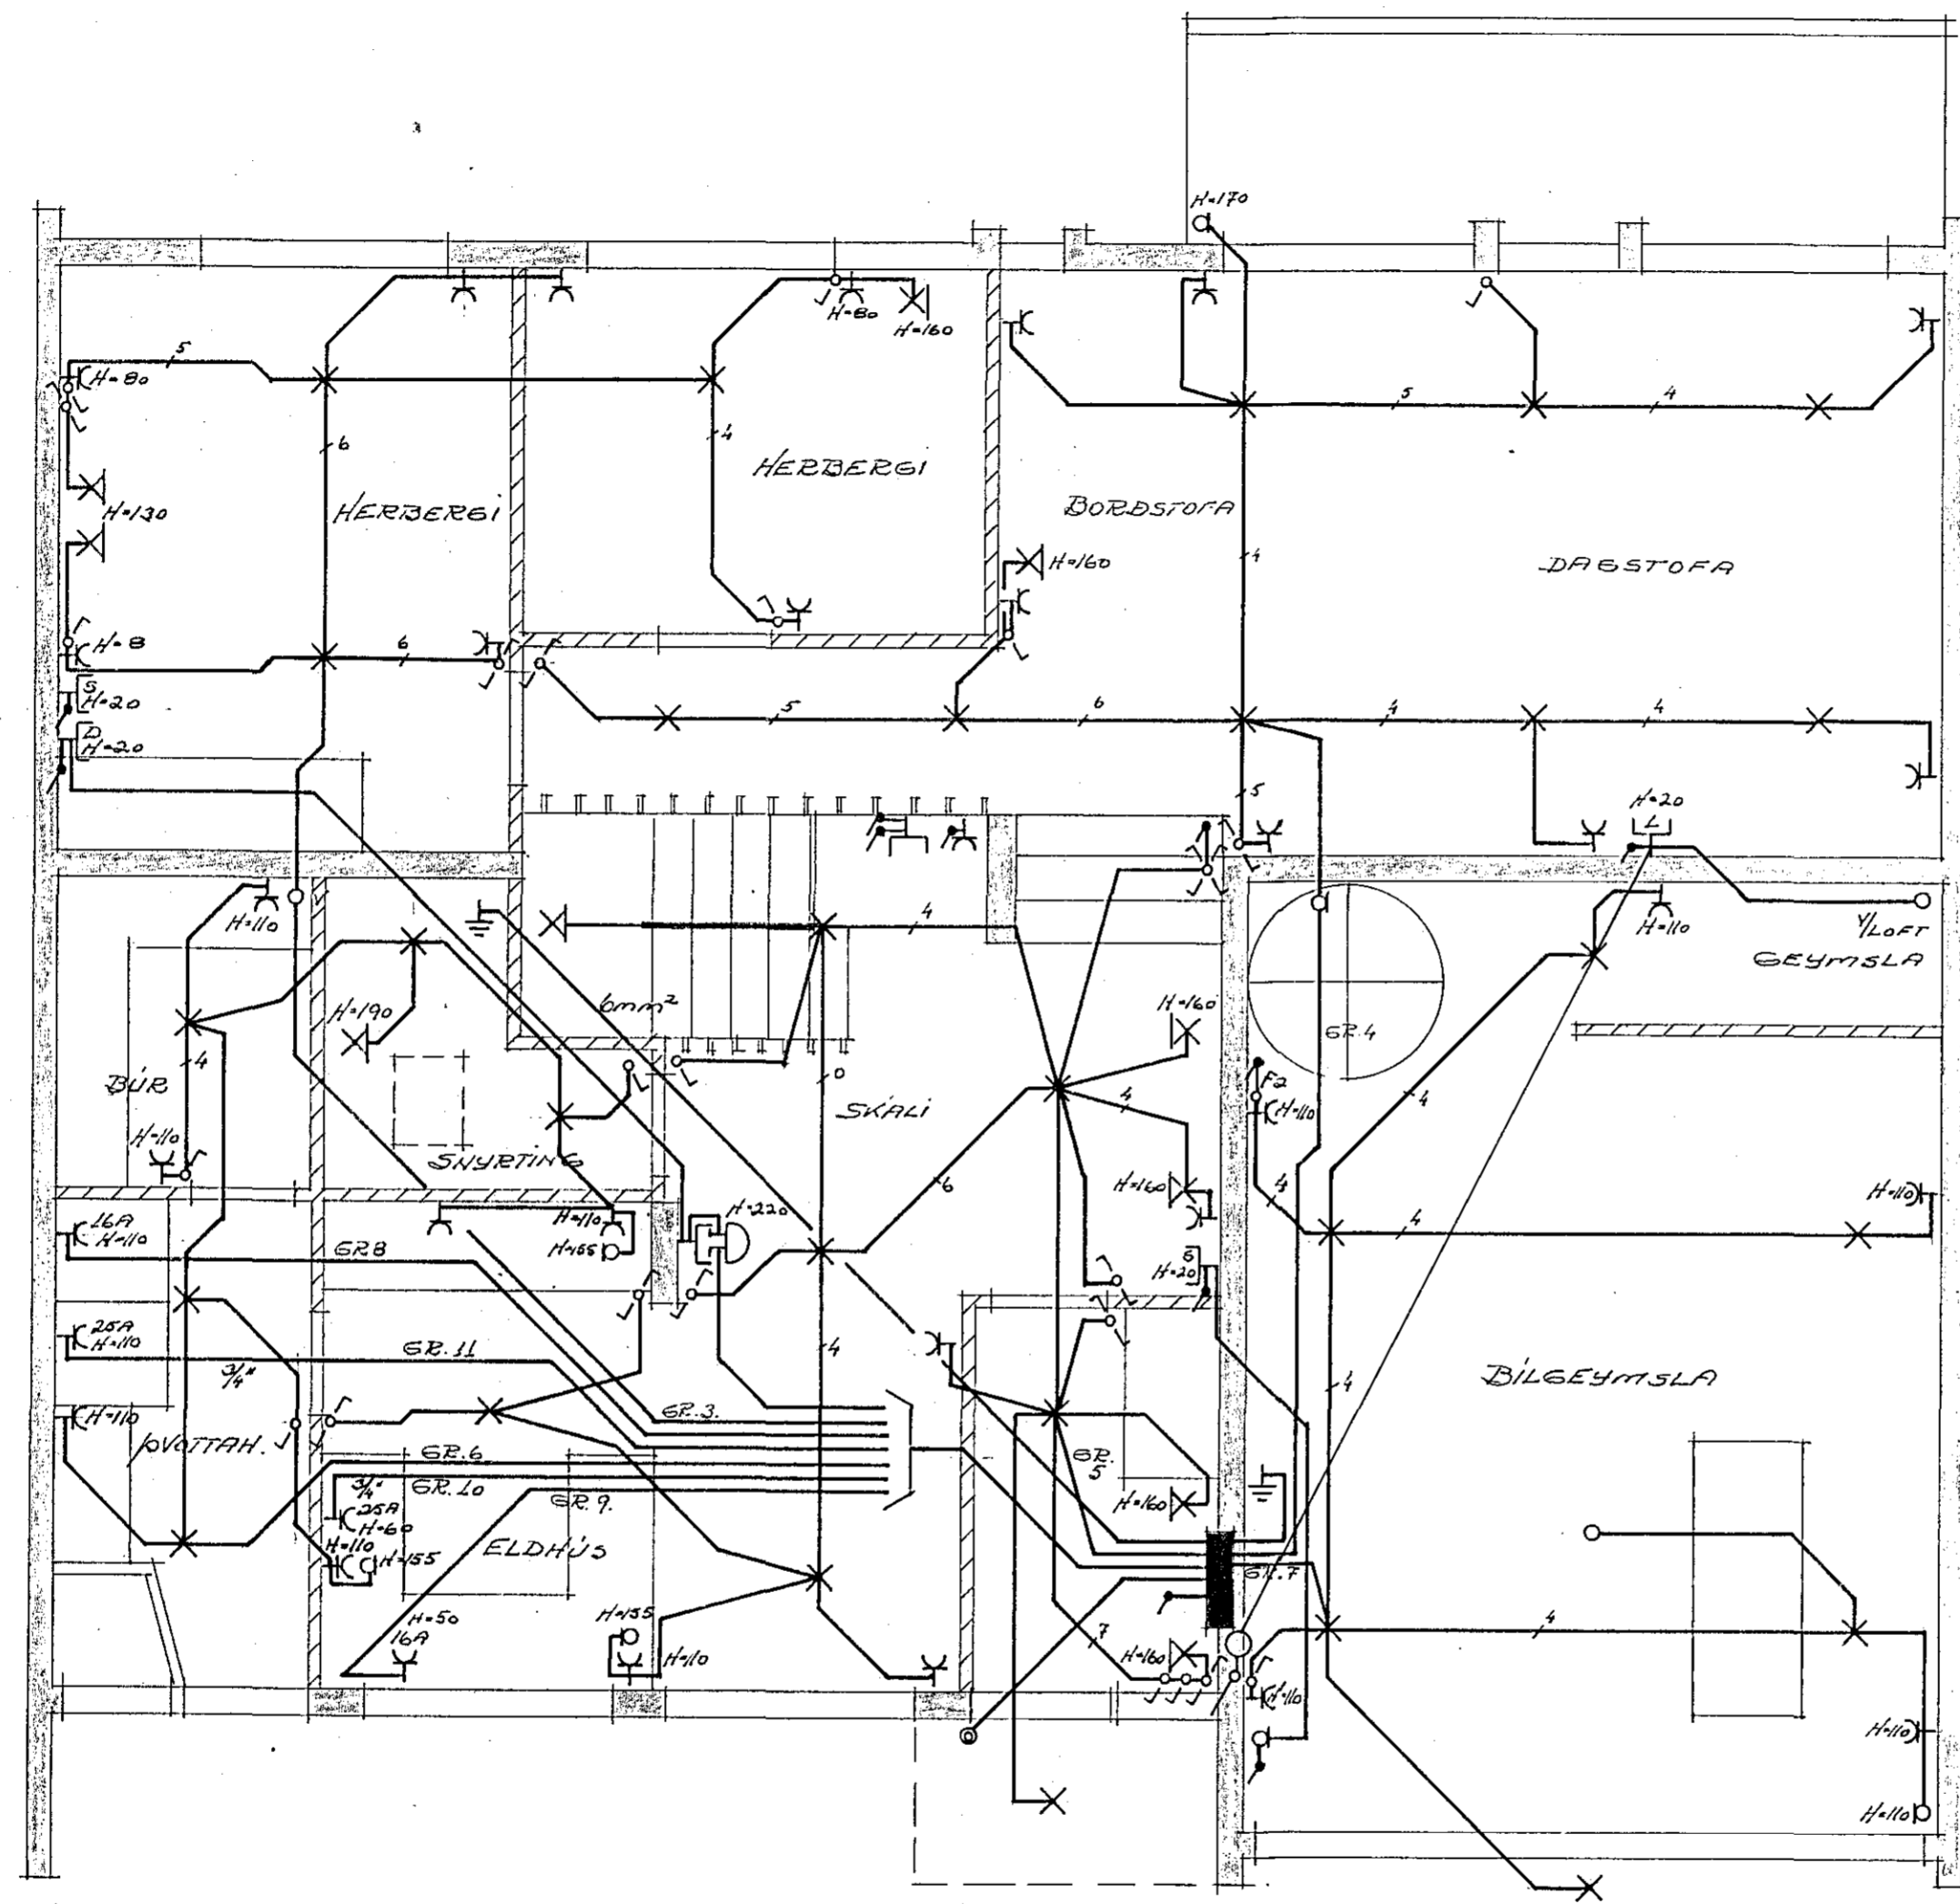 H=170
H=80
H=160
5
H=80
6
4
5
4
HERBERGI
HERBERGI
BORÐSTOFA
H=130
4
H=160
DAGSTOFA
H=8
6
S
H=20
D
H=20
5
6
4
4
5
H=20
L
H=110
4
H=110
Y/LOFT
GEYMSLA
6mm²
H=190
H=160
GR.4
BÚR
4
F2
H=110
4
SKÁLI
4
H=110
SNYRTING
6
H=160
4
H=110
16A
H=110
H=110
H=220
4
H=155
GR8
S
H=20
25A
H=110
GR.11
4
3/4"
4
BÍLGEYMSLA
H=110
GR.3.
ÞVOTTAH.
GR.6
GR.5
3/4"
GR.10
25A
H=60
GR.9.
H=160
H=110
H=155
ELDHÚS
GR.7
H=50
16A
H=155
H=110
7
H=160
4
H=110
H=110
H=110